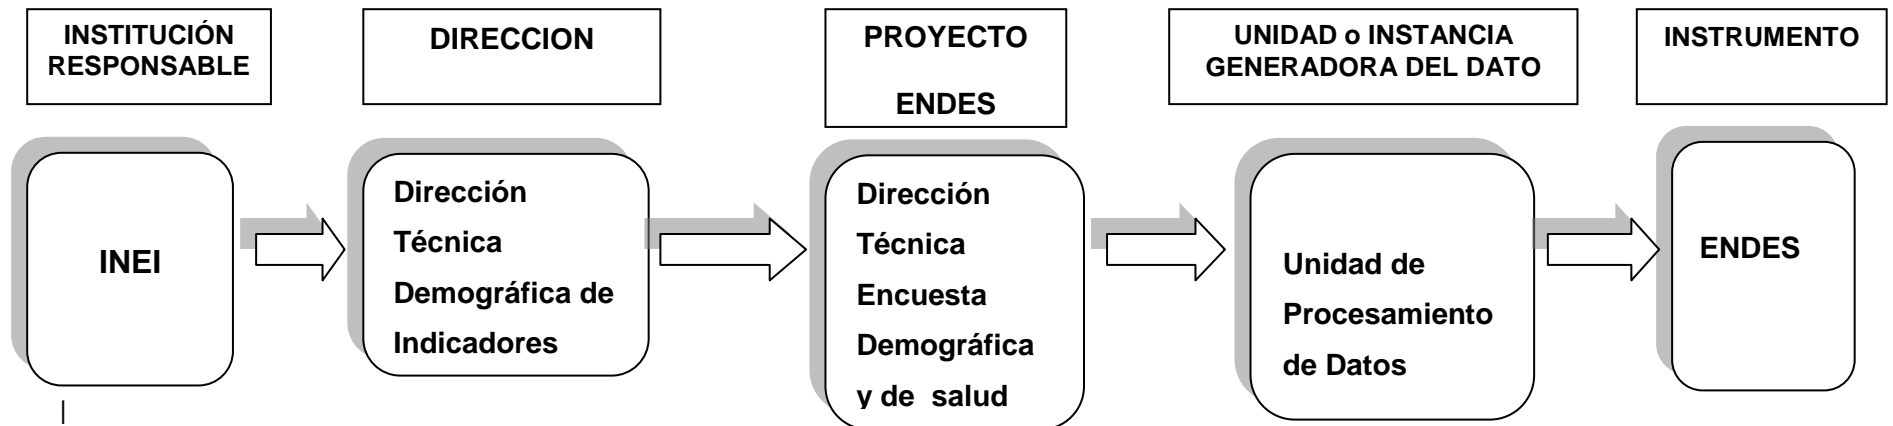 INSTITUCIÓN
RESPONSABLE
DIRECCION
PROYECTO
ENDES
UNIDAD o INSTANCIA
GENERADORA DEL DATO
INSTRUMENTO
INEI
Dirección
Técnica
Demográfica de
Indicadores
Dirección
Técnica
Encuesta
Demográfica
y de salud
Unidad de
Procesamiento
de Datos
ENDES